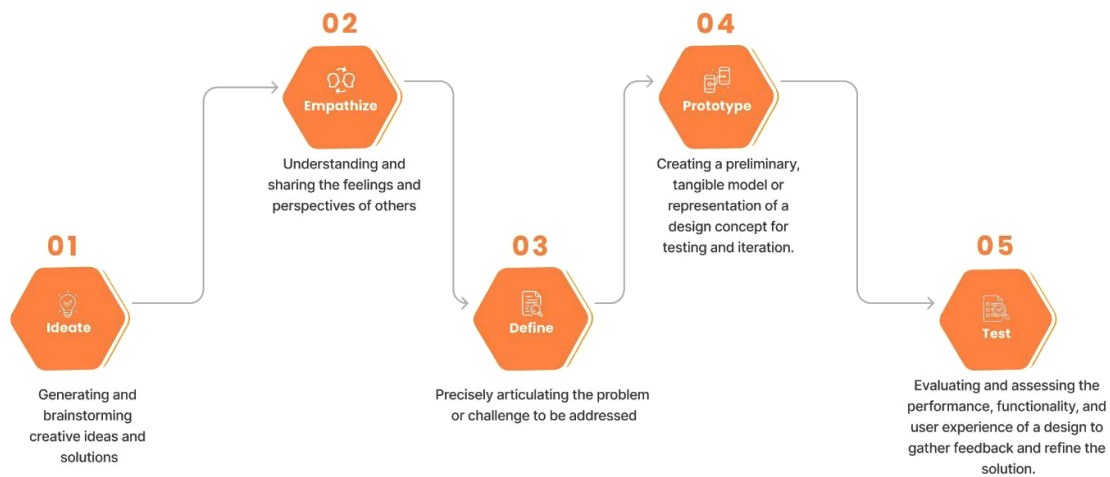 01
Ideate
Generating and
brainstorming
creative ideas and
solutions
02
Empathize
Understanding and
sharing the feelings and
perspectives of others
03
Define
Precisely articulating the problem
or challenge to be addressed
04
Prototype
Creating a preliminary,
tangible model or
representation of a
design concept for
testing and iteration.
05
Test
Evaluating and assessing the
performance, functionality, and
user experience of a design to
gather feedback and refine the
solution.